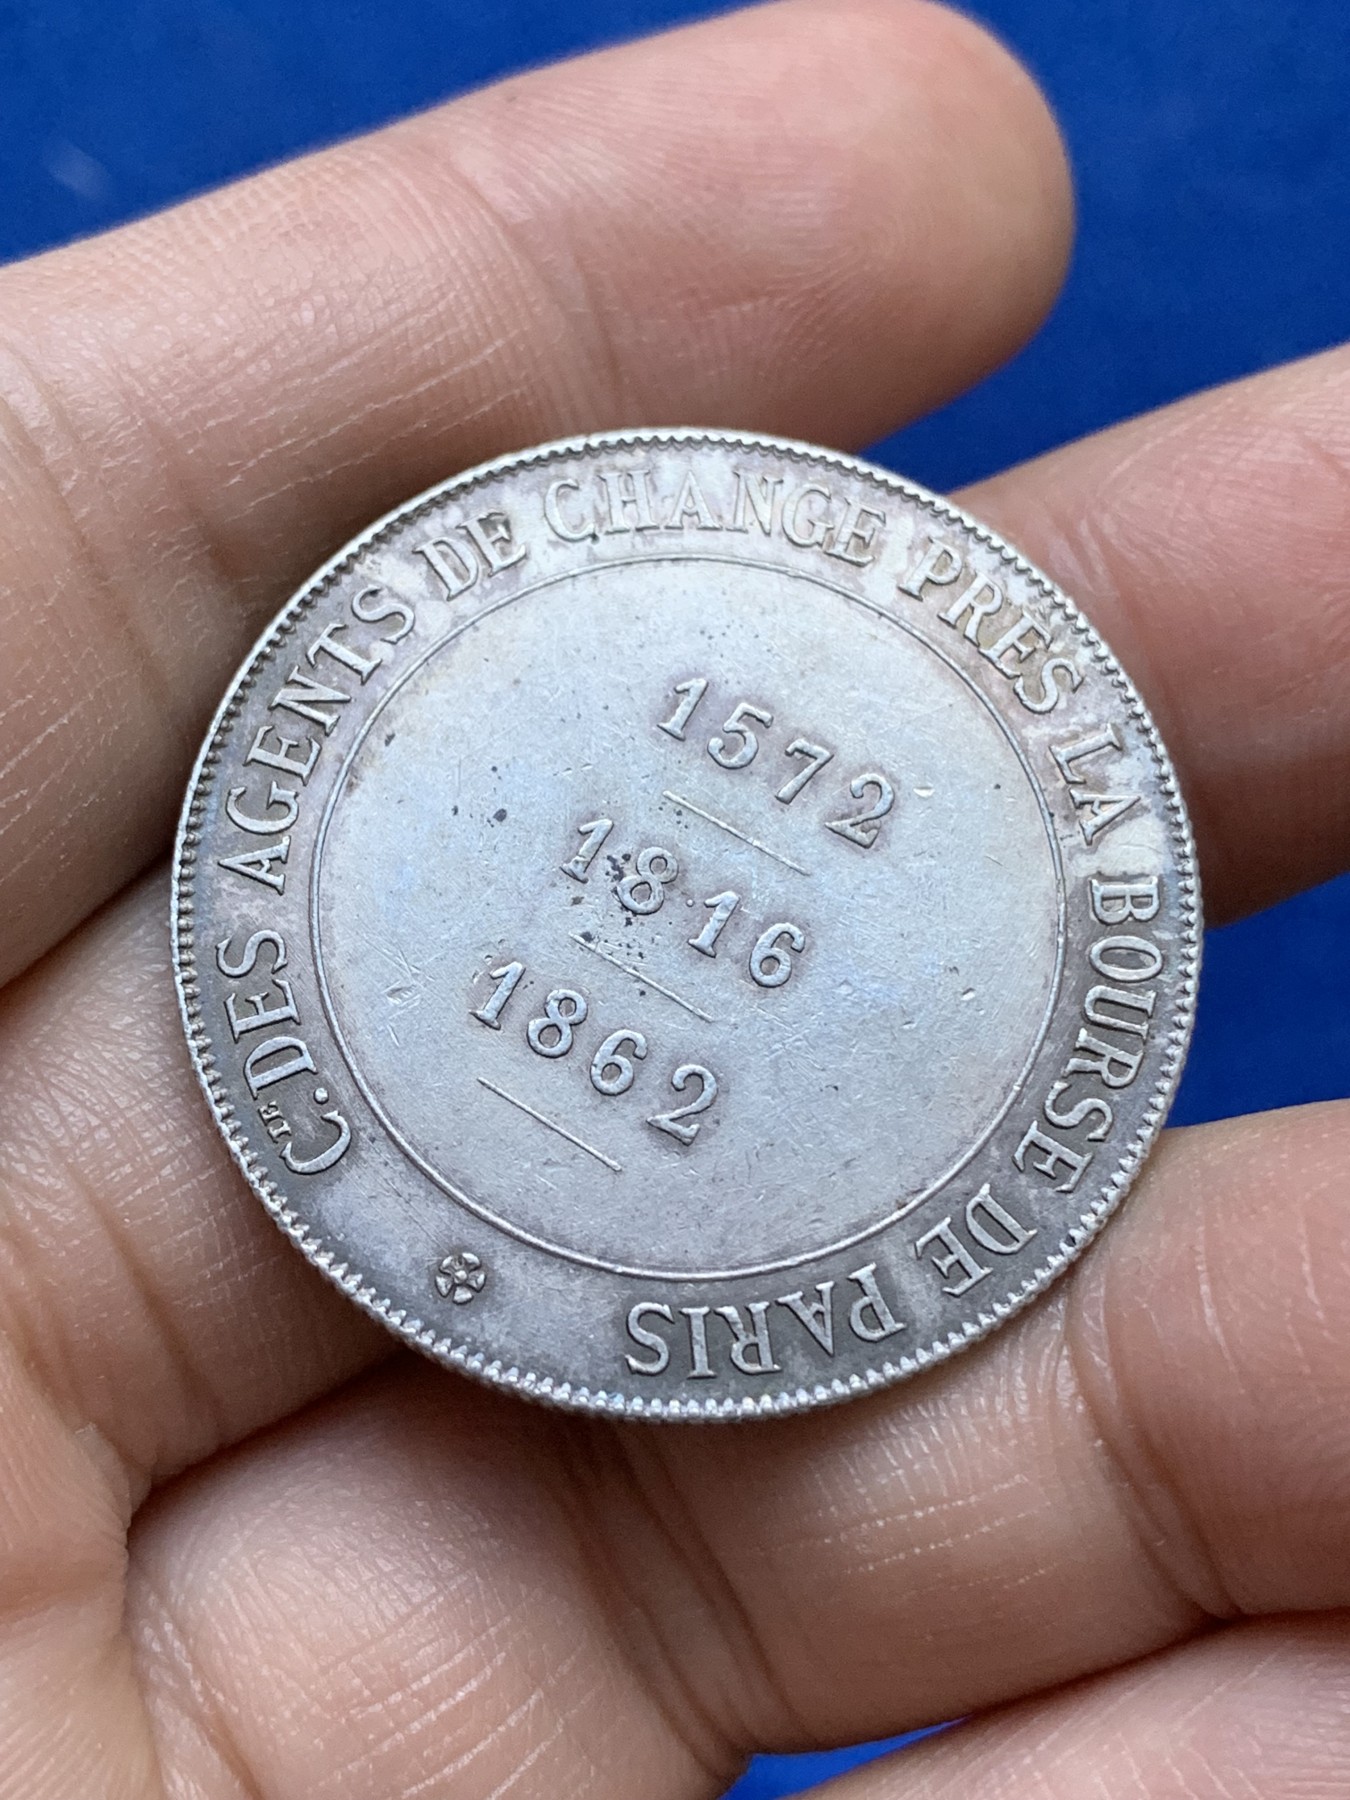 C.IE DES AGENTS DE CHANGE PRÈS LA BOURSE DE PARIS
1572
1816
1862